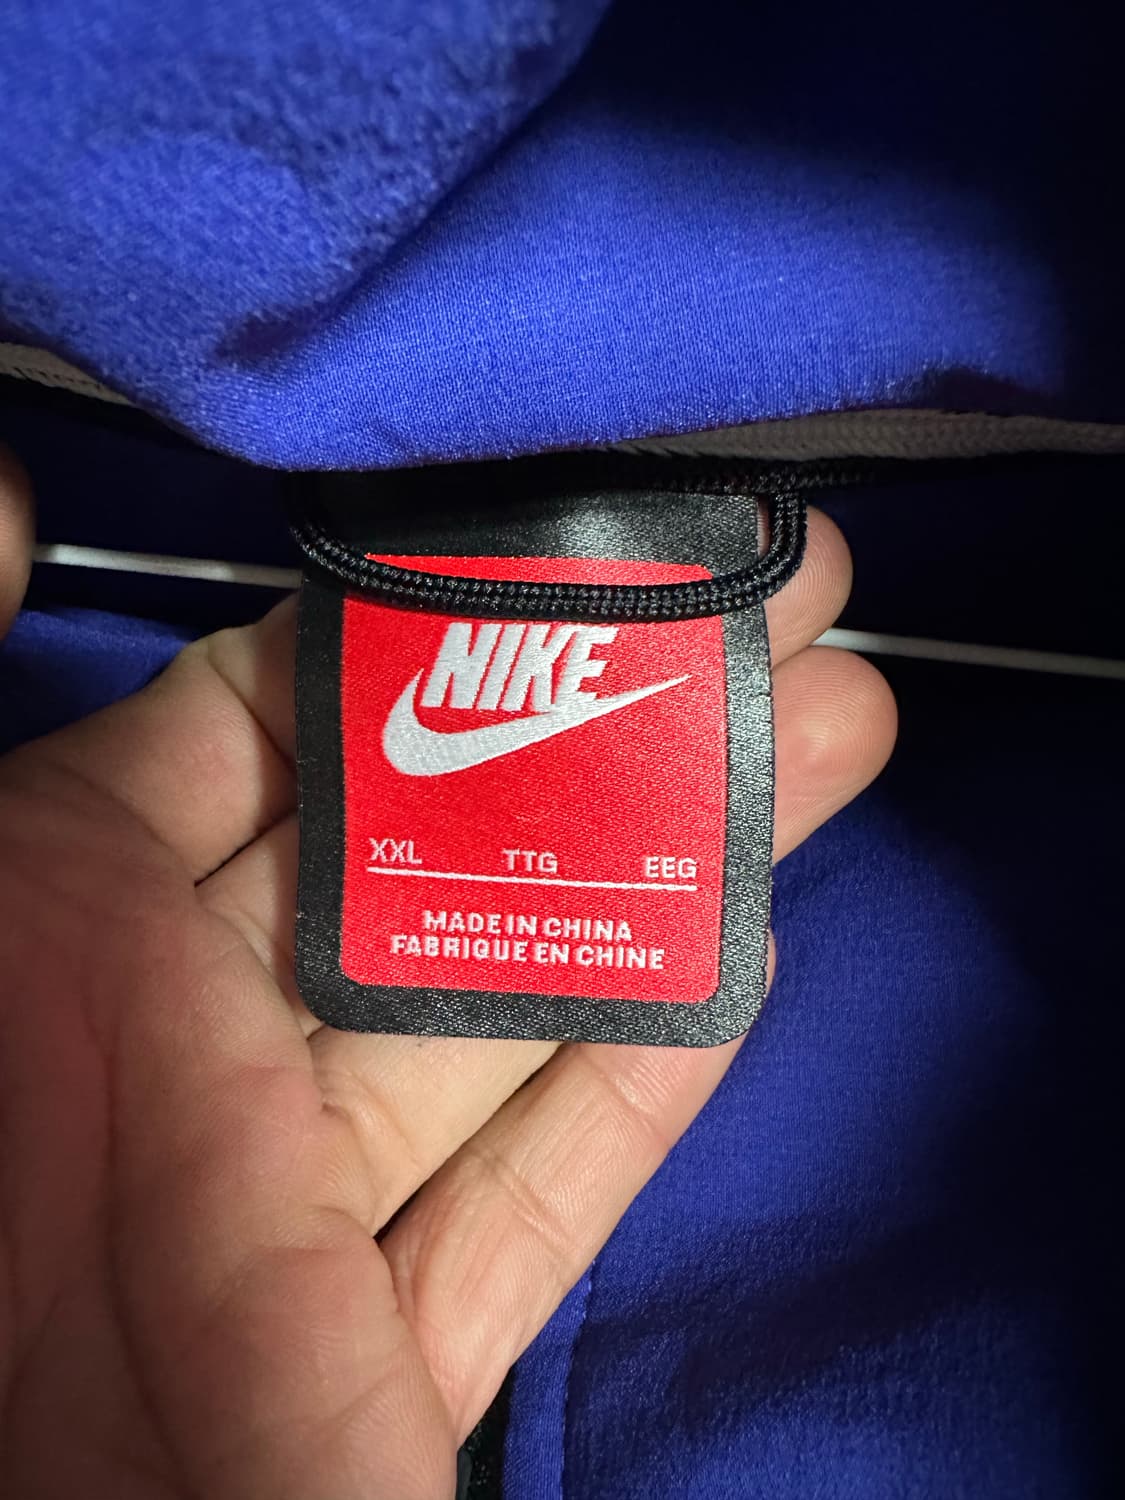 NIKE
XXL TTG EEG
MADE IN CHINA
FABRIQUE EN CHINE